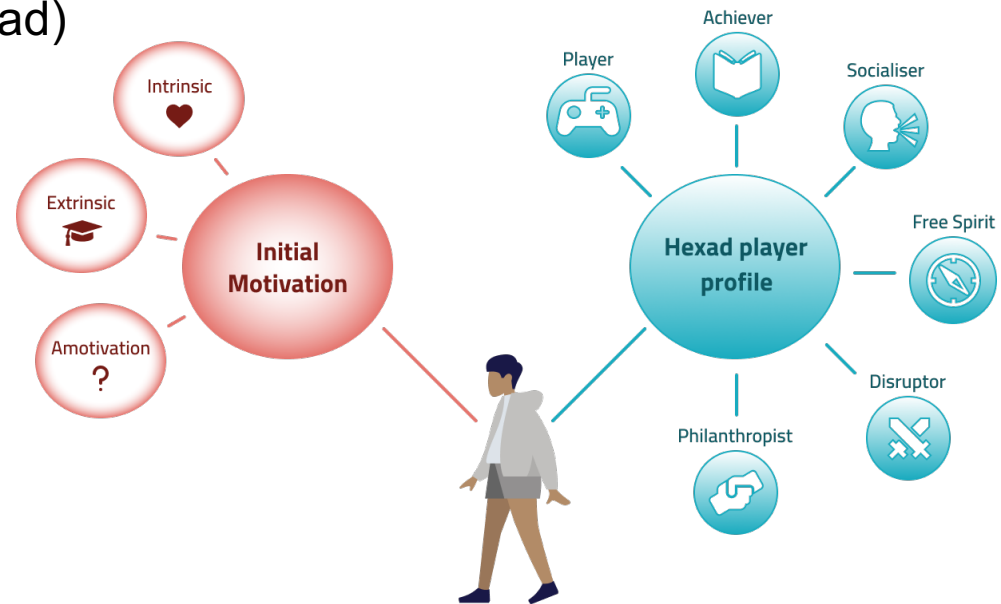 ad)
Intrinsic
Extrinsic
Amotivation
?
Initial
Motivation
Player
Achiever
Socialiser
Free Spirit
Disruptor
Philanthropist
Hexad player
profile